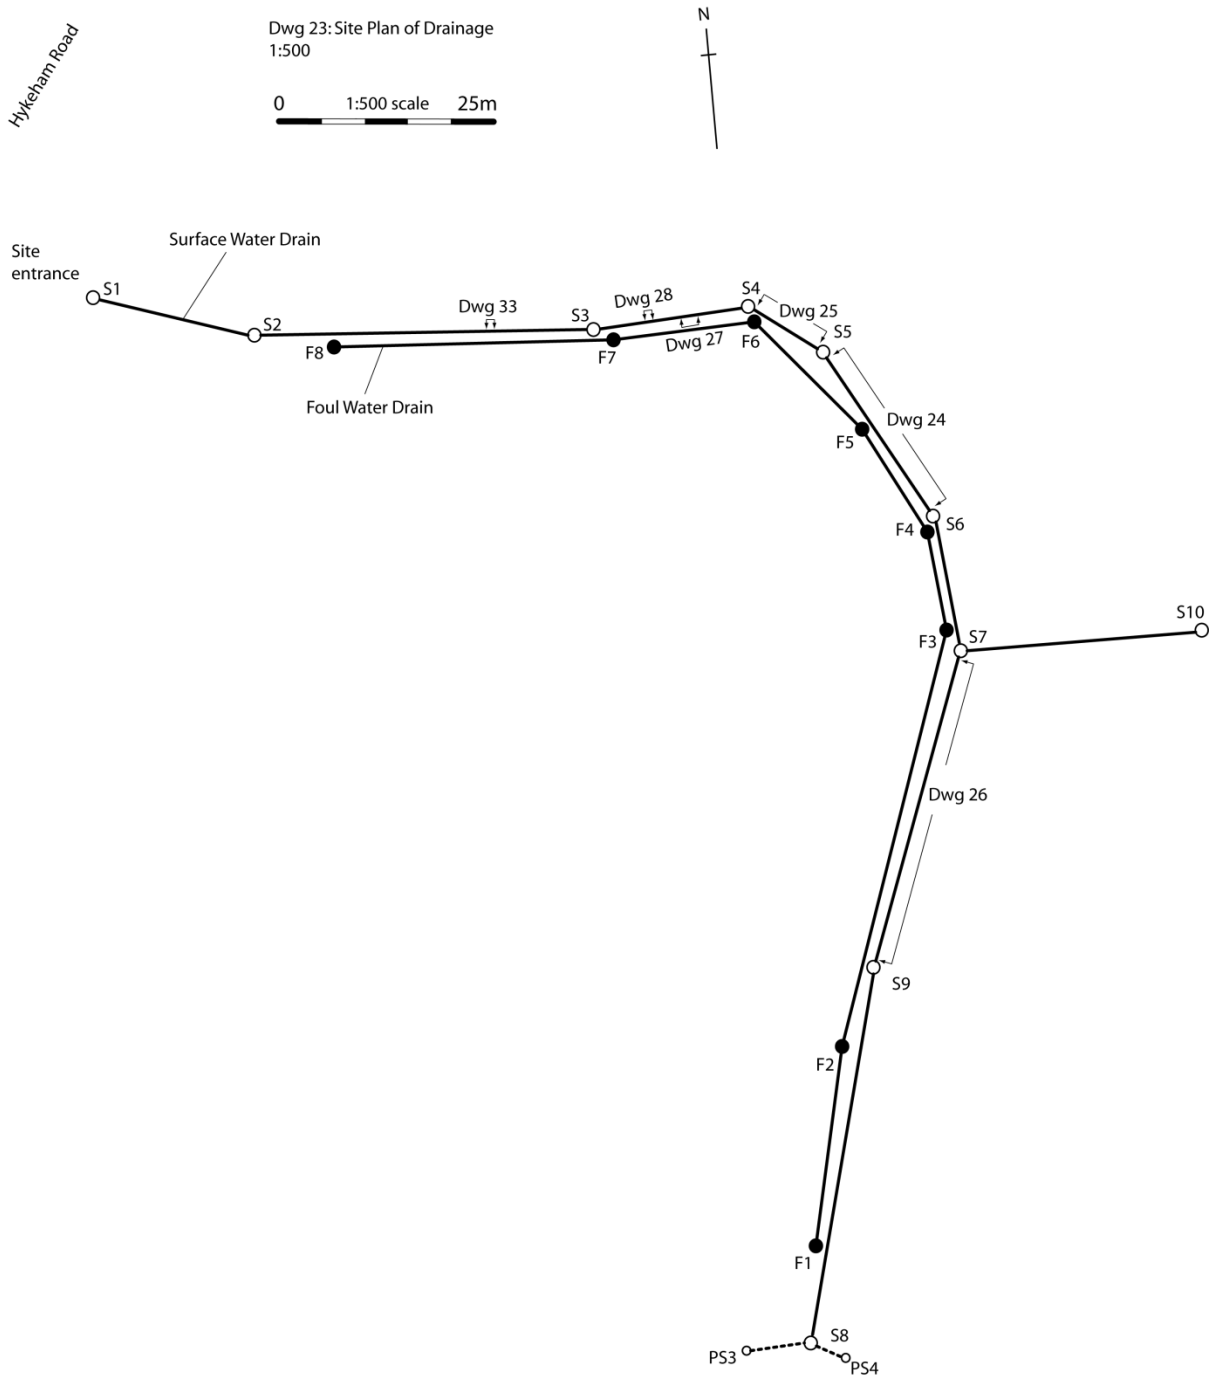 Hykeham Road
Dwg 23: Site Plan of Drainage
1:500
N
0 1:500 scale 25m
Surface Water Drain
Site
entrance
S1
S2
Dwg 33
S3
Dwg 28
S4
Dwg 25
S5
F8
F7
Dwg 27
F6
Foul Water Drain
Dwg 24
F5
S6
F4
S10
F3
S7
Dwg 26
S9
F2
F1
S8
PS3
PS4